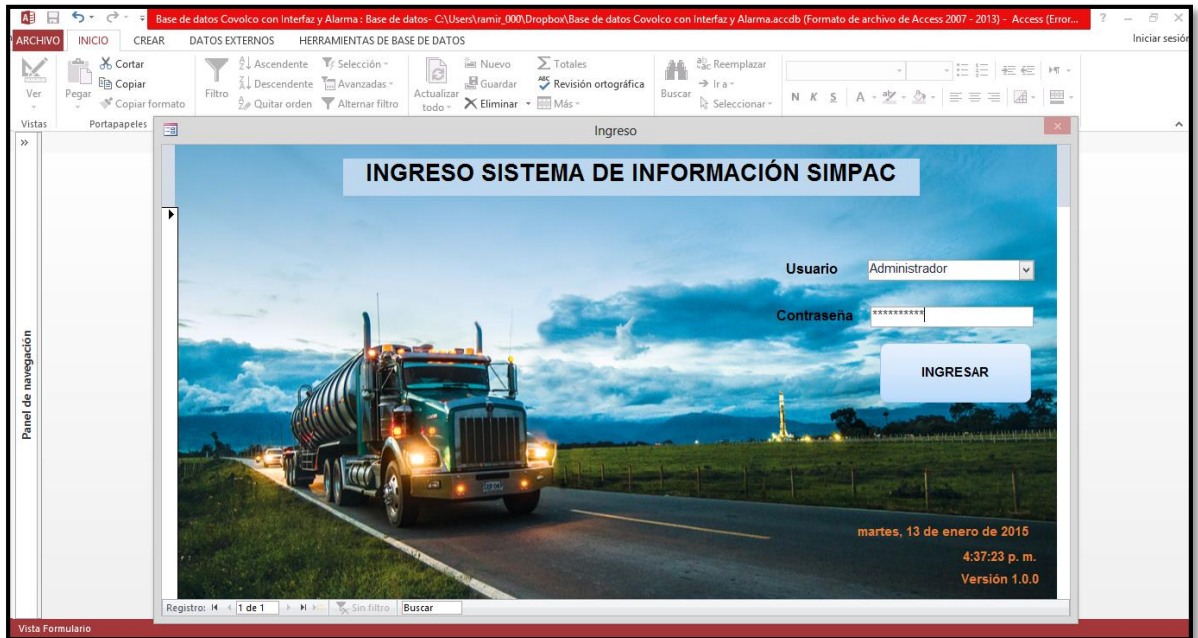 Base de datos Covolco con Interfaz y Alarma : Base de datos- C:\Users\ramir_000\Dropbox\Base de datos Covolco con Interfaz y Alarma.accdb (Formato de archivo de Access 2007 - 2013) - Access (Error...
ARCHIVO INICIO CREAR DATOS EXTERNOS HERRAMIENTAS DE BASE DE DATOS
Iniciar sesión
Ver
Vistas
Pegar
Cortar
Copiar
Copiar formato
Portapapeles
Filtro
Ascendente
Descendente
Quitar orden
Selección
Avanzadas
Alternar filtro
Actualizar
todo
Nuevo
Guardar
Eliminar
Totales
Revisión ortográfica
Más
Buscar
Reemplazar
Ir a
Seleccionar
N K S A
Panel de navegación
Ingreso
INGRESO SISTEMA DE INFORMACIÓN SIMPAC
Usuario Administrador
Contraseña **********
INGRESAR
martes, 13 de enero de 2015
4:37:23 p. m.
Versión 1.0.0
Registro: 1 de 1 Sin filtro Buscar
Vista Formulario